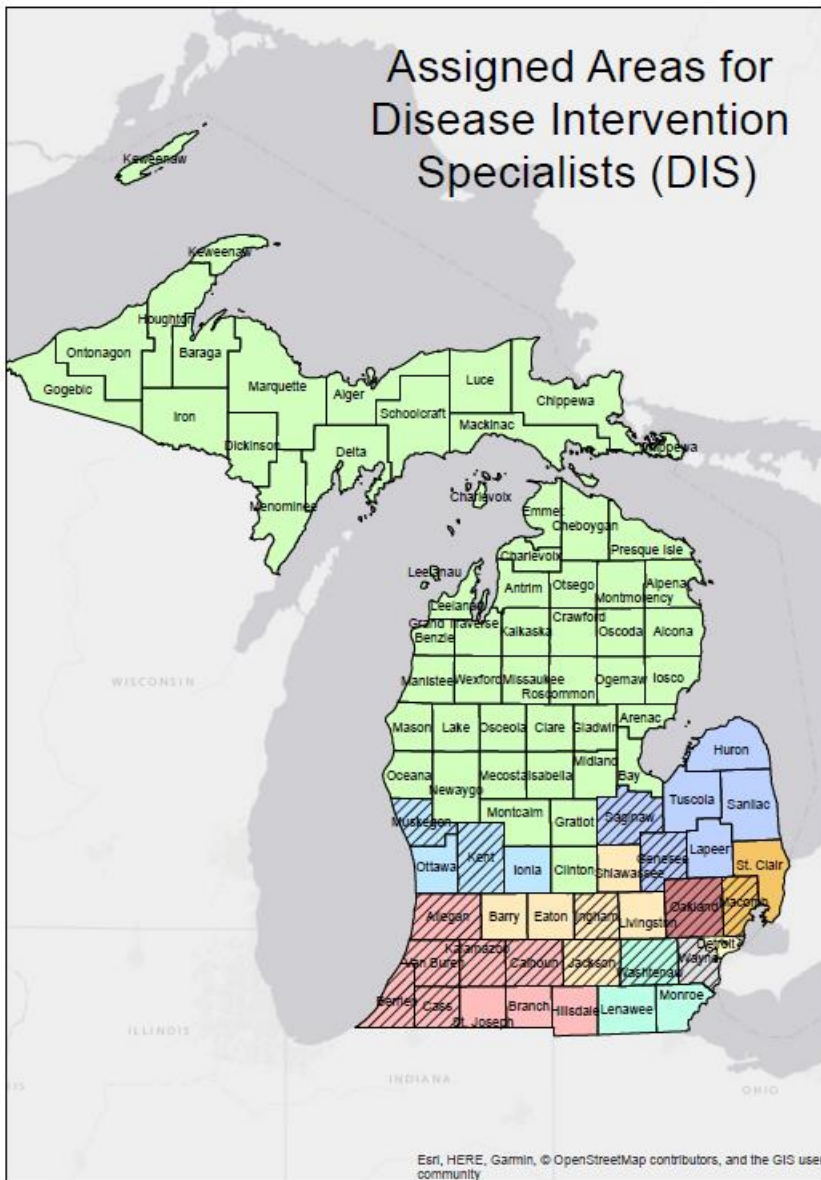 Assigned Areas for
Disease Intervention
Specialists (DIS)
Keweenaw
Keweenaw
Houghton
Ontonagon
Baraga
Gogebic
Marquette
Alger
Luce
Chippewa
Iron
Schoolcraft
Mackinac
Dickinson
Delta
Chippewa
Menominee
Charlevoix
Emmet
Cheboygan
Charlevoix
Presque Isle
Leelanau
Antrim
Otsego
Montmorency
Alpena
Leelanau
Grand Traverse
Benzie
Kalkaska
Crawford
Oscoda
Alcona
Manistee
Wexford
Missaukee
Roscommon
Ogemaw
Iosco
WISCONSIN
Mason
Lake
Osceola
Clare
Gladwin
Arenac
Huron
Oceana
Newaygo
Mecosta
Isabella
Midland
Bay
Tuscola
Sanilac
Muskegon
Montcalm
Gratiot
Saginaw
Ottawa
Kent
Ionia
Clinton
Shiawassee
Genesee
Lapeer
St. Clair
Allegan
Barry
Eaton
Ingham
Livingston
Oakland
Macomb
Van Buren
Kalamazoo
Calhoun
Jackson
Washtenaw
Wayne
Detroit
Berrien
Cass
St. Joseph
Branch
Hillsdale
Lenawee
Monroe
ILLINOIS
INDIANA
OHIO
Esri, HERE, Garmin, © OpenStreetMap contributors, and the GIS user
community